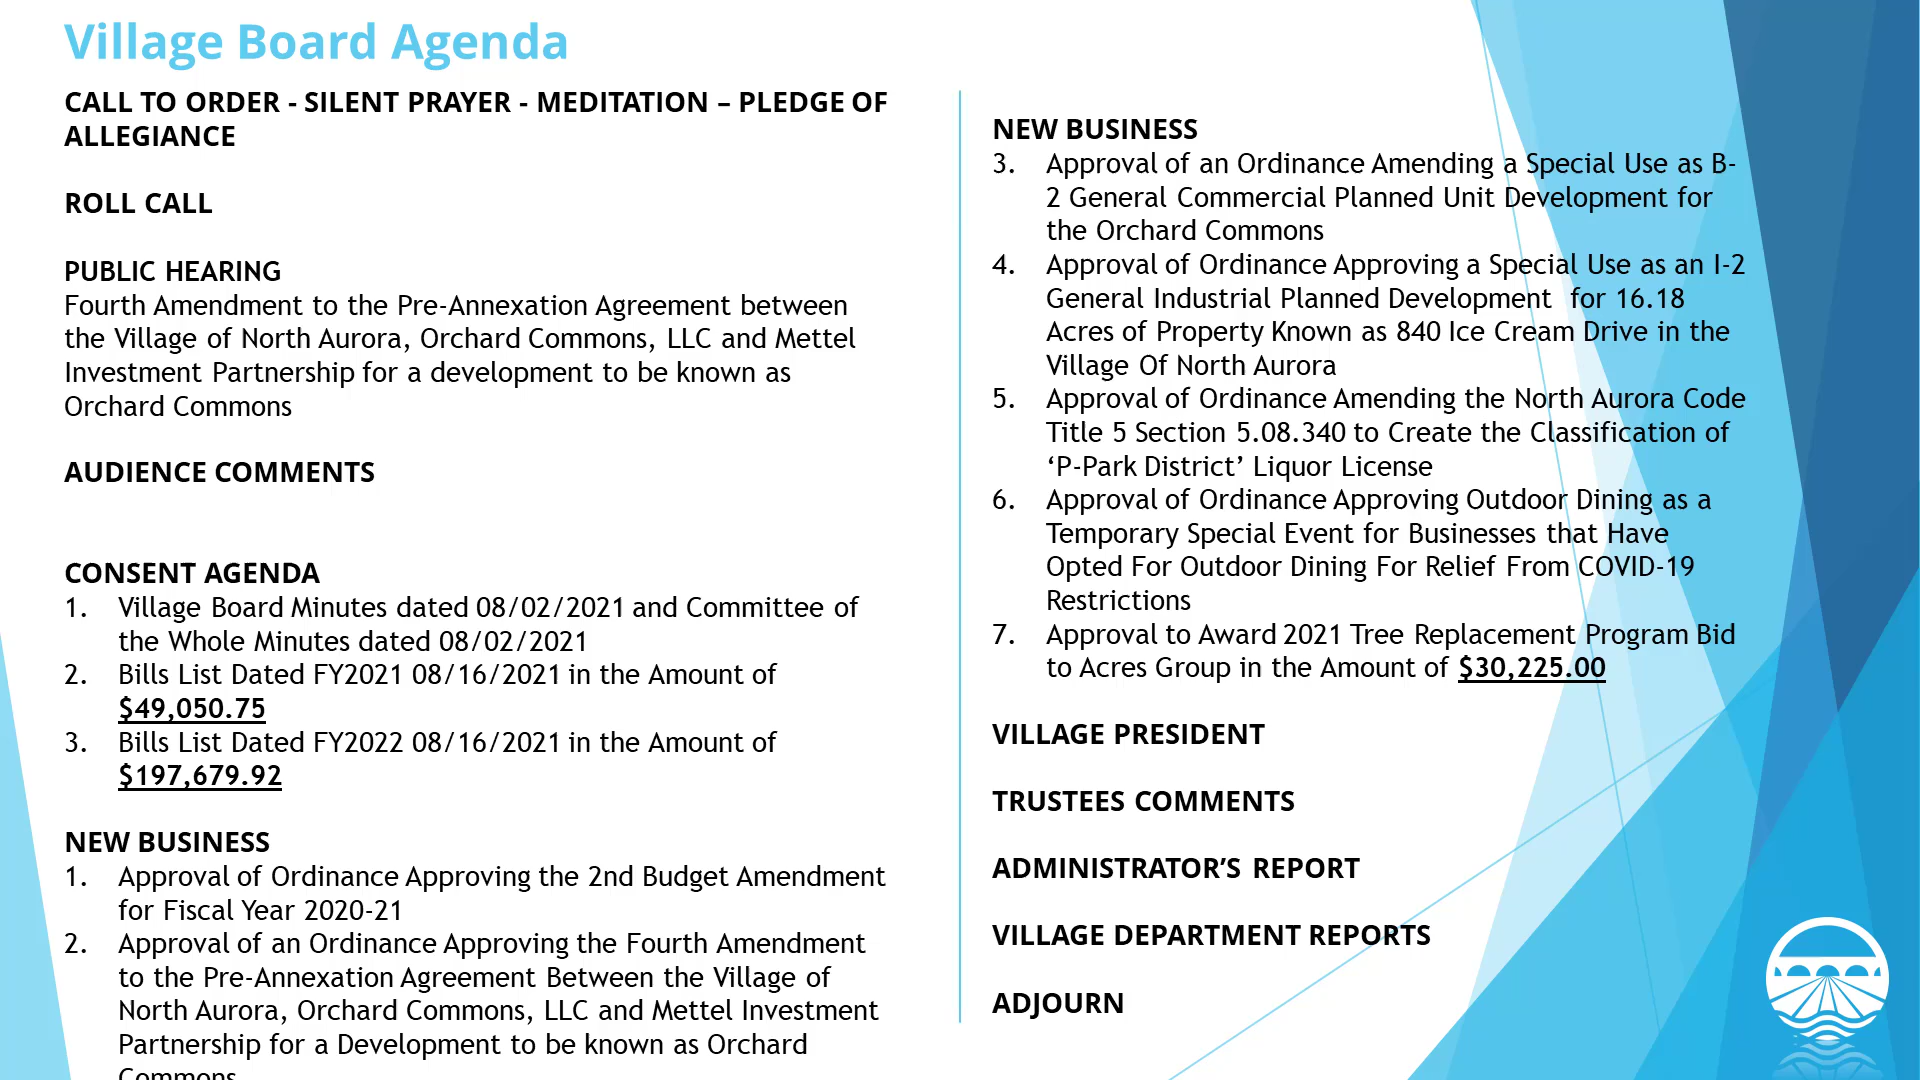 Village Board Agenda
CALL TO ORDER - SILENT PRAYER - MEDITATION – PLEDGE OF
ALLEGIANCE
ROLL CALL
PUBLIC HEARING
Fourth Amendment to the Pre-Annexation Agreement between
the Village of North Aurora, Orchard Commons, LLC and Mettel
Investment Partnership for a development to be known as
Orchard Commons
AUDIENCE COMMENTS
CONSENT AGENDA
1. Village Board Minutes dated 08/02/2021 and Committee of
the Whole Minutes dated 08/02/2021
2. Bills List Dated FY2021 08/16/2021 in the Amount of
$49,050.75
3. Bills List Dated FY2022 08/16/2021 in the Amount of
$197,679.92
NEW BUSINESS
1. Approval of Ordinance Approving the 2nd Budget Amendment
for Fiscal Year 2020-21
2. Approval of an Ordinance Approving the Fourth Amendment
to the Pre-Annexation Agreement Between the Village of
North Aurora, Orchard Commons, LLC and Mettel Investment
Partnership for a Development to be known as Orchard
Commons
NEW BUSINESS
3. Approval of an Ordinance Amending a Special Use as B-
2 General Commercial Planned Unit Development for
the Orchard Commons
4. Approval of Ordinance Approving a Special Use as an I-2
General Industrial Planned Development for 16.18
Acres of Property Known as 840 Ice Cream Drive in the
Village Of North Aurora
5. Approval of Ordinance Amending the North Aurora Code
Title 5 Section 5.08.340 to Create the Classification of
‘P-Park District’ Liquor License
6. Approval of Ordinance Approving Outdoor Dining as a
Temporary Special Event for Businesses that Have
Opted For Outdoor Dining For Relief From COVID-19
Restrictions
7. Approval to Award 2021 Tree Replacement Program Bid
to Acres Group in the Amount of $30,225.00
VILLAGE PRESIDENT
TRUSTEES COMMENTS
ADMINISTRATOR’S REPORT
VILLAGE DEPARTMENT REPORTS
ADJOURN